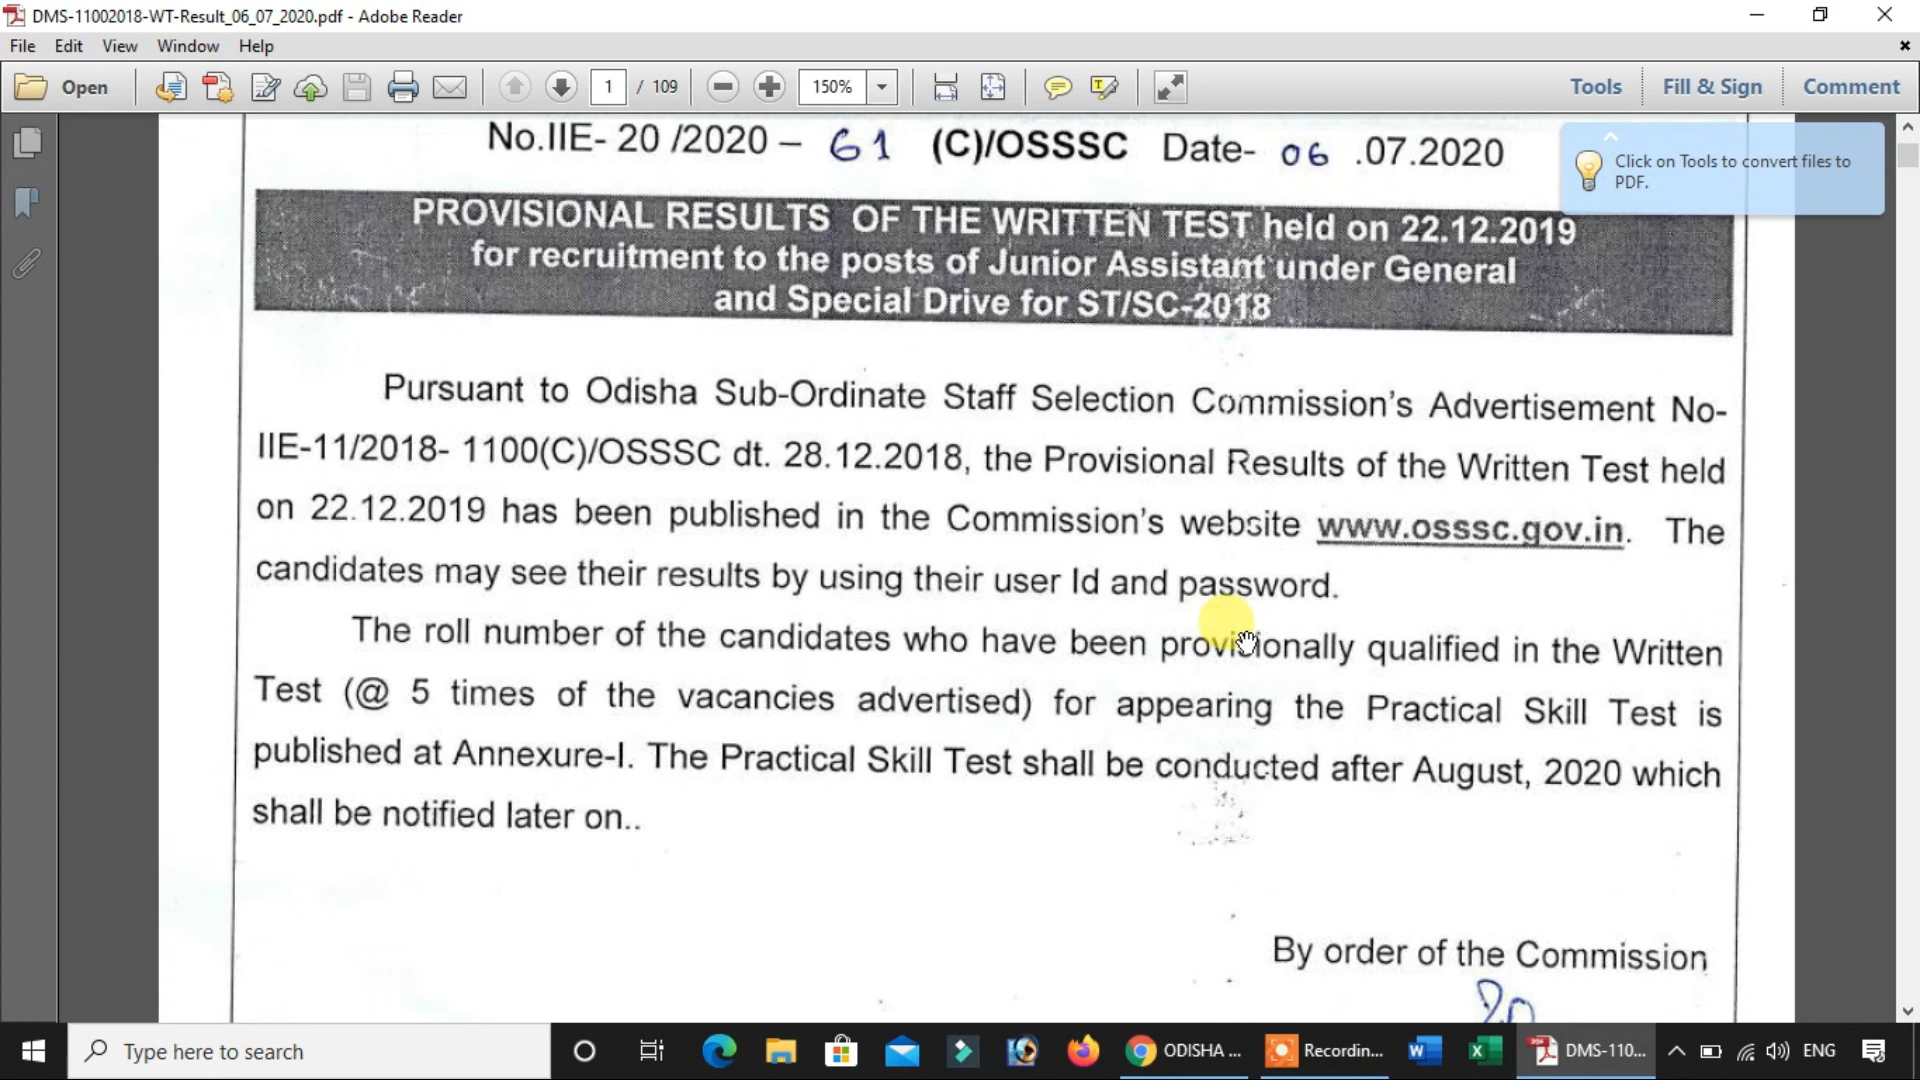 DMS-11002018-WT-Result_06_07_2020.pdf - Adobe Reader
File Edit View Window Help
Open 1 / 109 150% Tools Fill & Sign Comment
Click on Tools to convert files to
PDF.
No.IIE- 20 /2020 – 61 (C)/OSSSC Date- 06 .07.2020
PROVISIONAL RESULTS OF THE WRITTEN TEST held on 22.12.2019
for recruitment to the posts of Junior Assistant under General
and Special Drive for ST/SC-2018
Pursuant to Odisha Sub-Ordinate Staff Selection Commission's Advertisement No-
IIE-11/2018- 1100(C)/OSSSC dt. 28.12.2018, the Provisional Results of the Written Test held
on 22.12.2019 has been published in the Commission's website www.osssc.gov.in. The
candidates may see their results by using their user Id and password.
The roll number of the candidates who have been provisionally qualified in the Written
Test (@ 5 times of the vacancies advertised) for appearing the Practical Skill Test is
published at Annexure-I. The Practical Skill Test shall be conducted after August, 2020 which
shall be notified later on..
By order of the Commission
Type here to search ODISHA ... Recordin... DMS-110... ENG